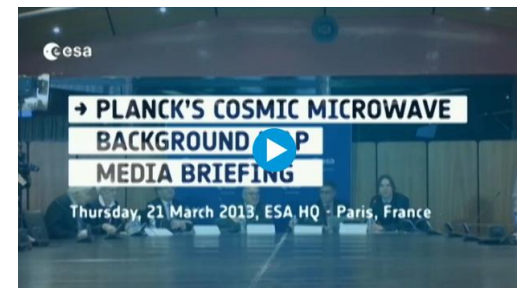 esa
→ PLANCK'S COSMIC MICROWAVE
BACKGROUND
MEDIA BRIEFING
Thursday, 21 March 2013, ESA HQ - Paris, France